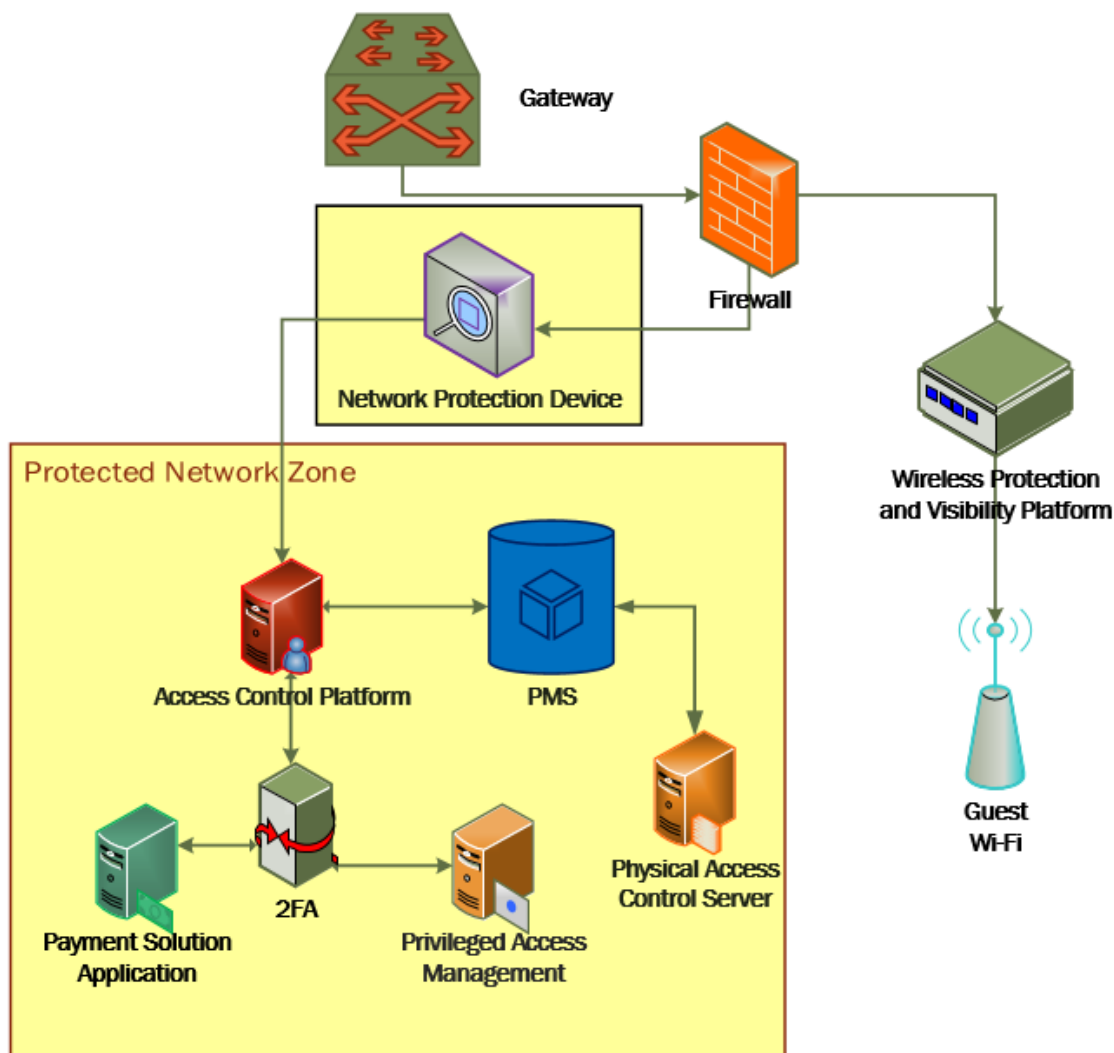 Gateway
Firewall
Network Protection Device
Protected Network Zone
Wireless Protection
and Visibility Platform
Access Control Platform
PMS
Guest
Wi-Fi
Physical Access
Control Server
2FA
Payment Solution
Application
Privileged Access
Management